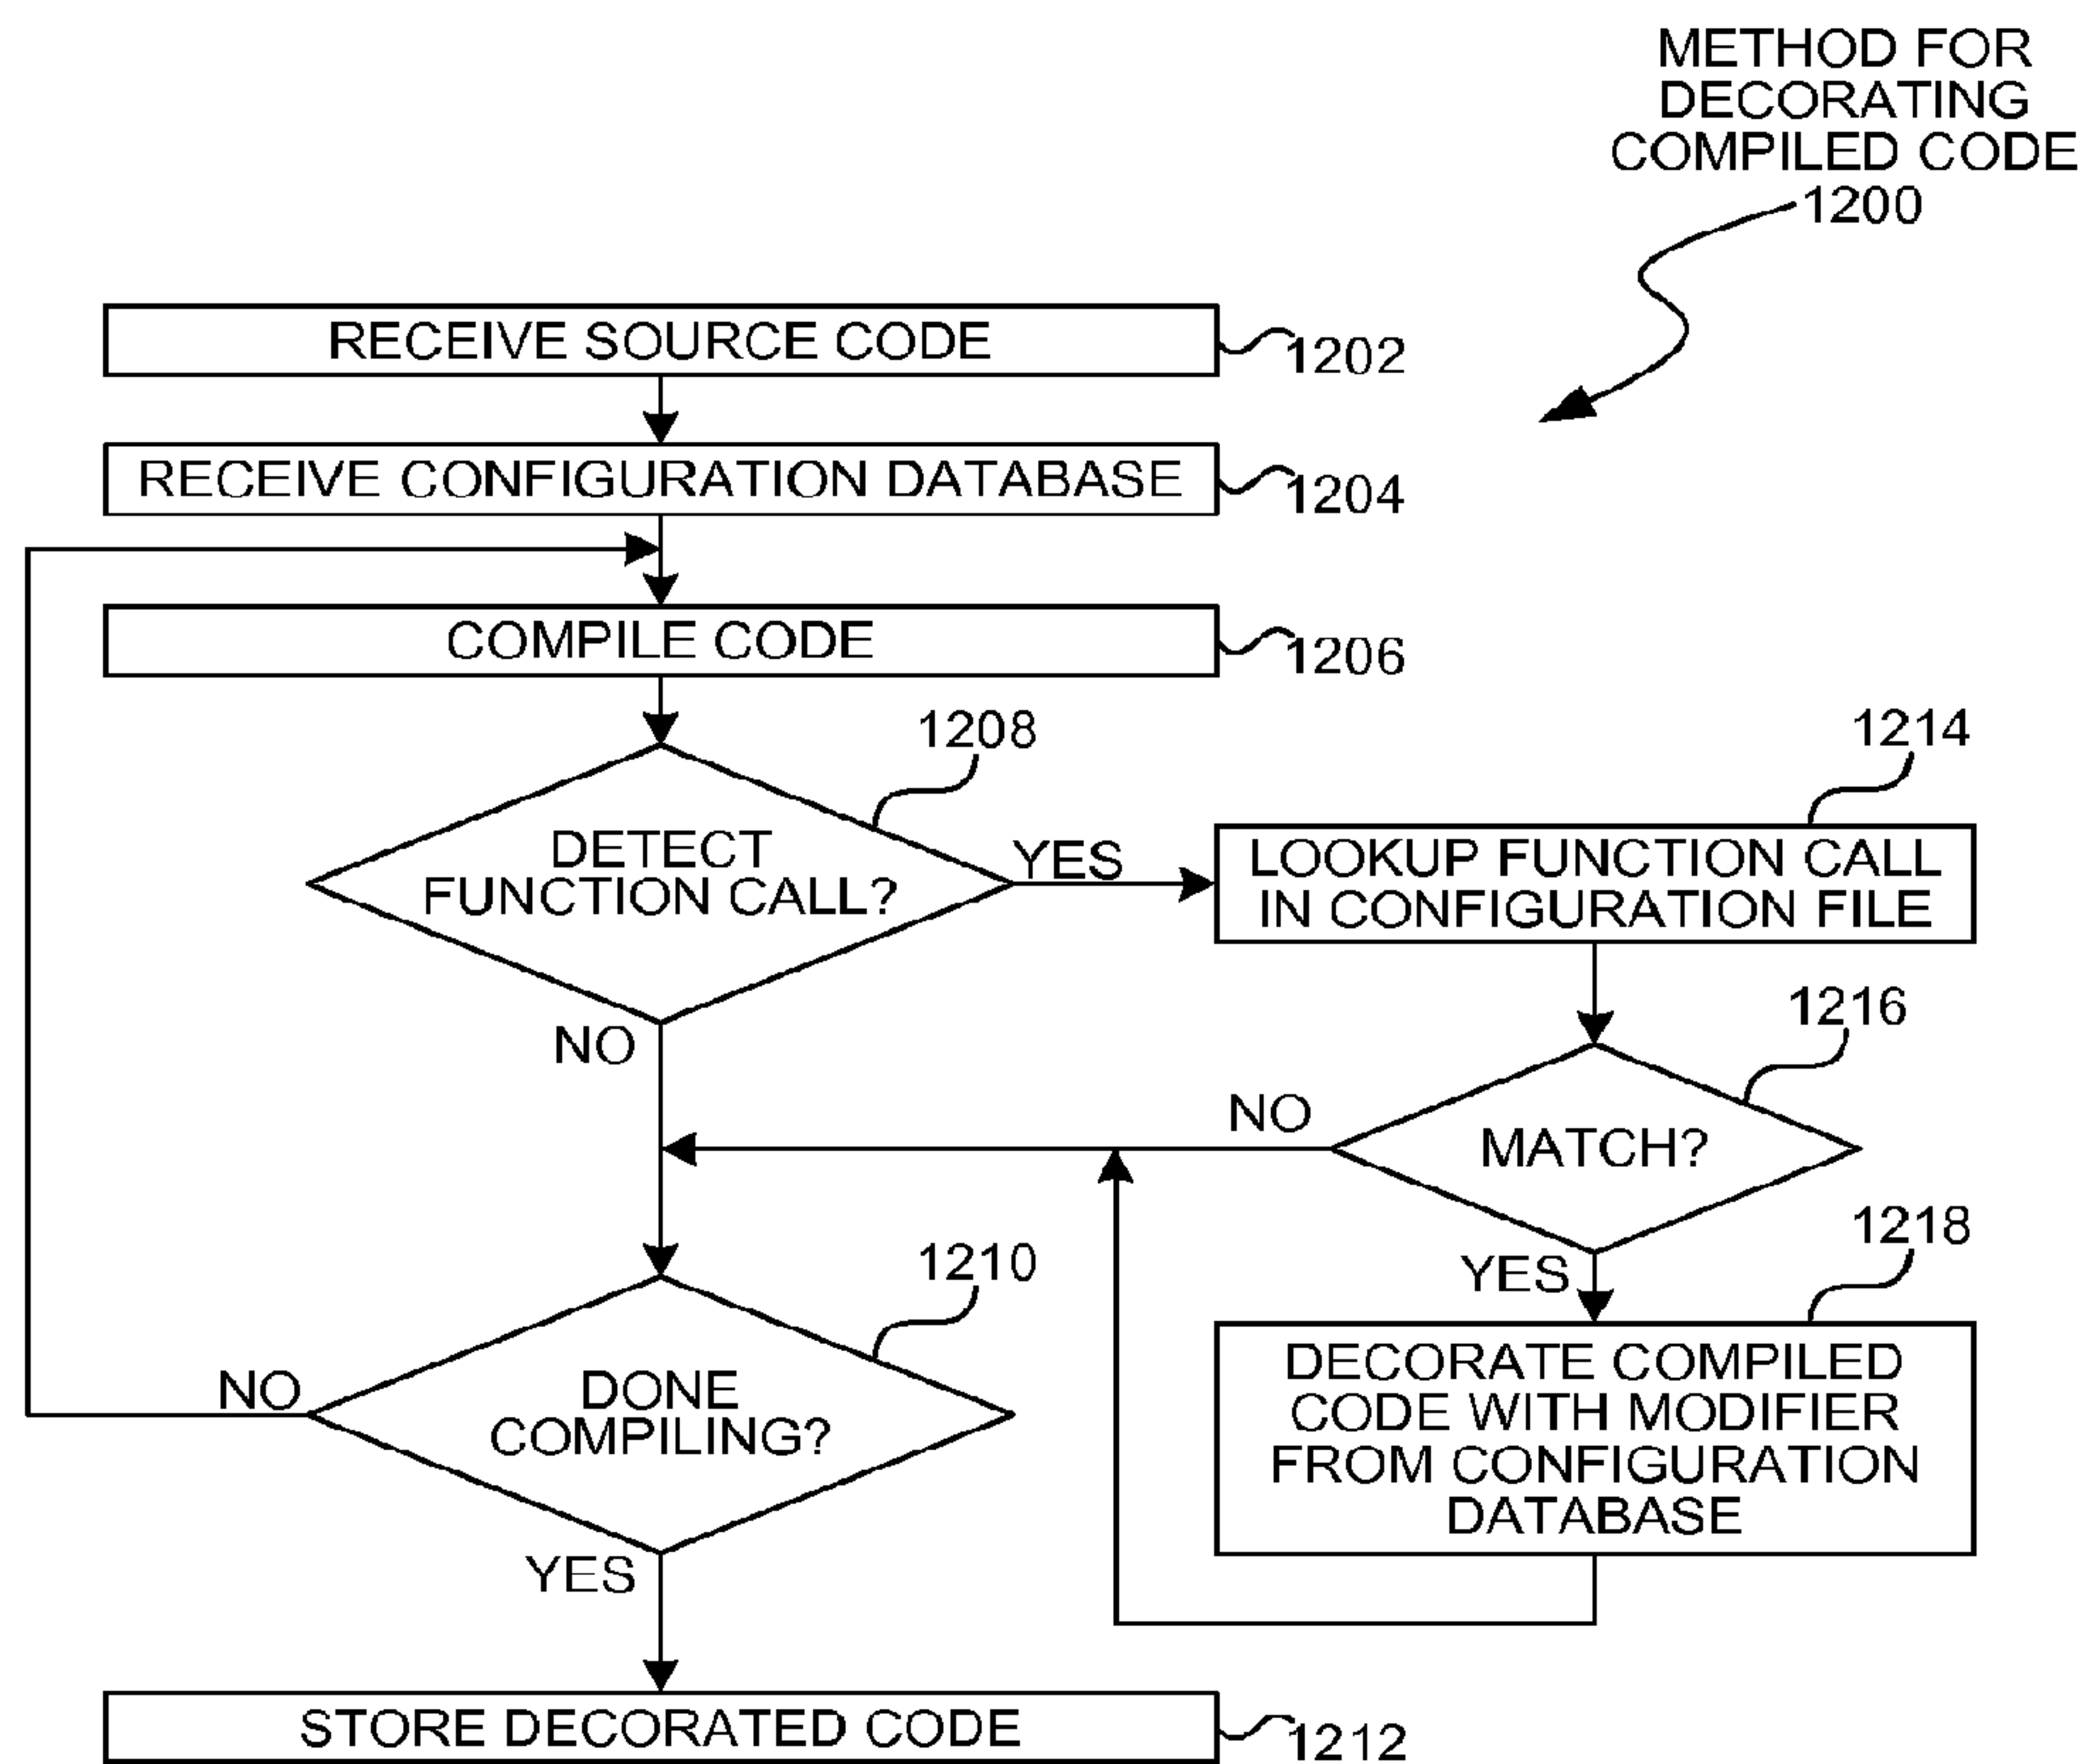 METHOD FOR
DECORATING
COMPILED CODE
1200
RECEIVE SOURCE CODE
1202
RECEIVE CONFIGURATION DATABASE
1204
COMPILE CODE
1206
1208
DETECT
FUNCTION CALL?
YES
NO
1214
LOOKUP FUNCTION CALL
IN CONFIGURATION FILE
1216
MATCH?
NO
YES
1218
DECORATE COMPILED
CODE WITH MODIFIER
FROM CONFIGURATION
DATABASE
1210
DONE
COMPILING?
NO
YES
STORE DECORATED CODE
1212